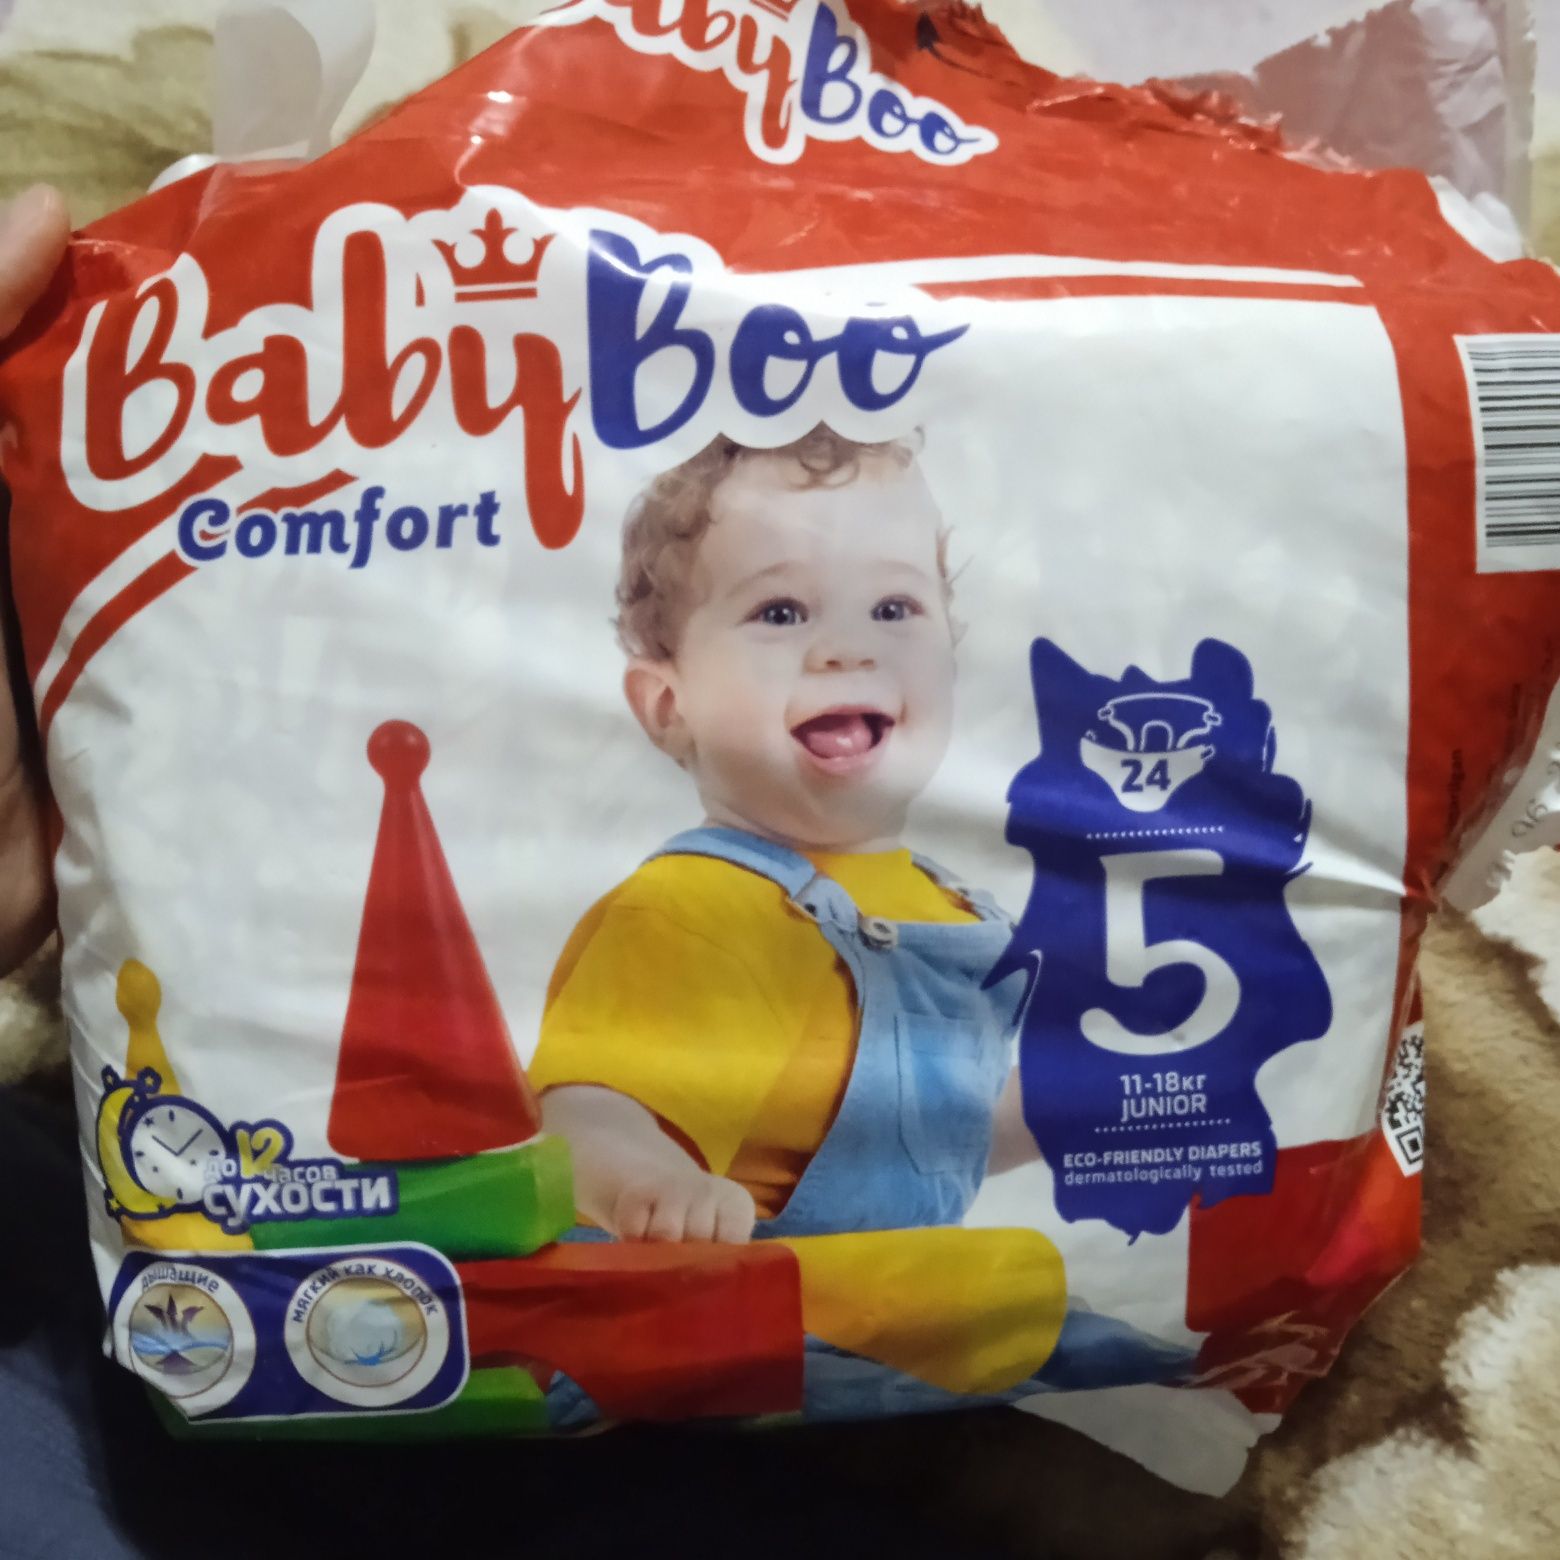 BabyBoo
BabyBoo
Comfort
24
5
11-18кг
JUNIOR
ECO-FRIENDLY DIAPERS
dermatologically tested
до 12
часов
сухости
дышащие
мягкий как хлопок